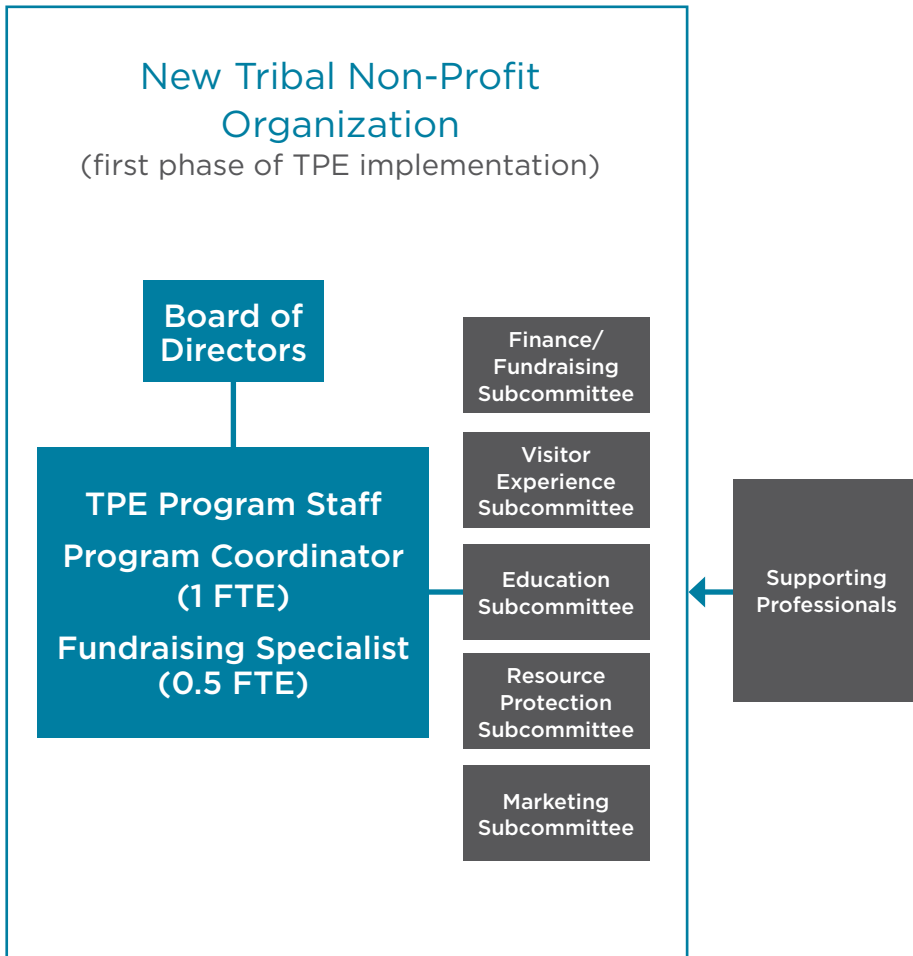 New Tribal Non-Profit
Organization
(first phase of TPE implementation)
Board of
Directors
TPE Program Staff
Program Coordinator
(1 FTE)
Fundraising Specialist
(0.5 FTE)
Finance/
Fundraising
Subcommittee
Visitor
Experience
Subcommittee
Education
Subcommittee
Resource
Protection
Subcommittee
Marketing
Subcommittee
Supporting
Professionals